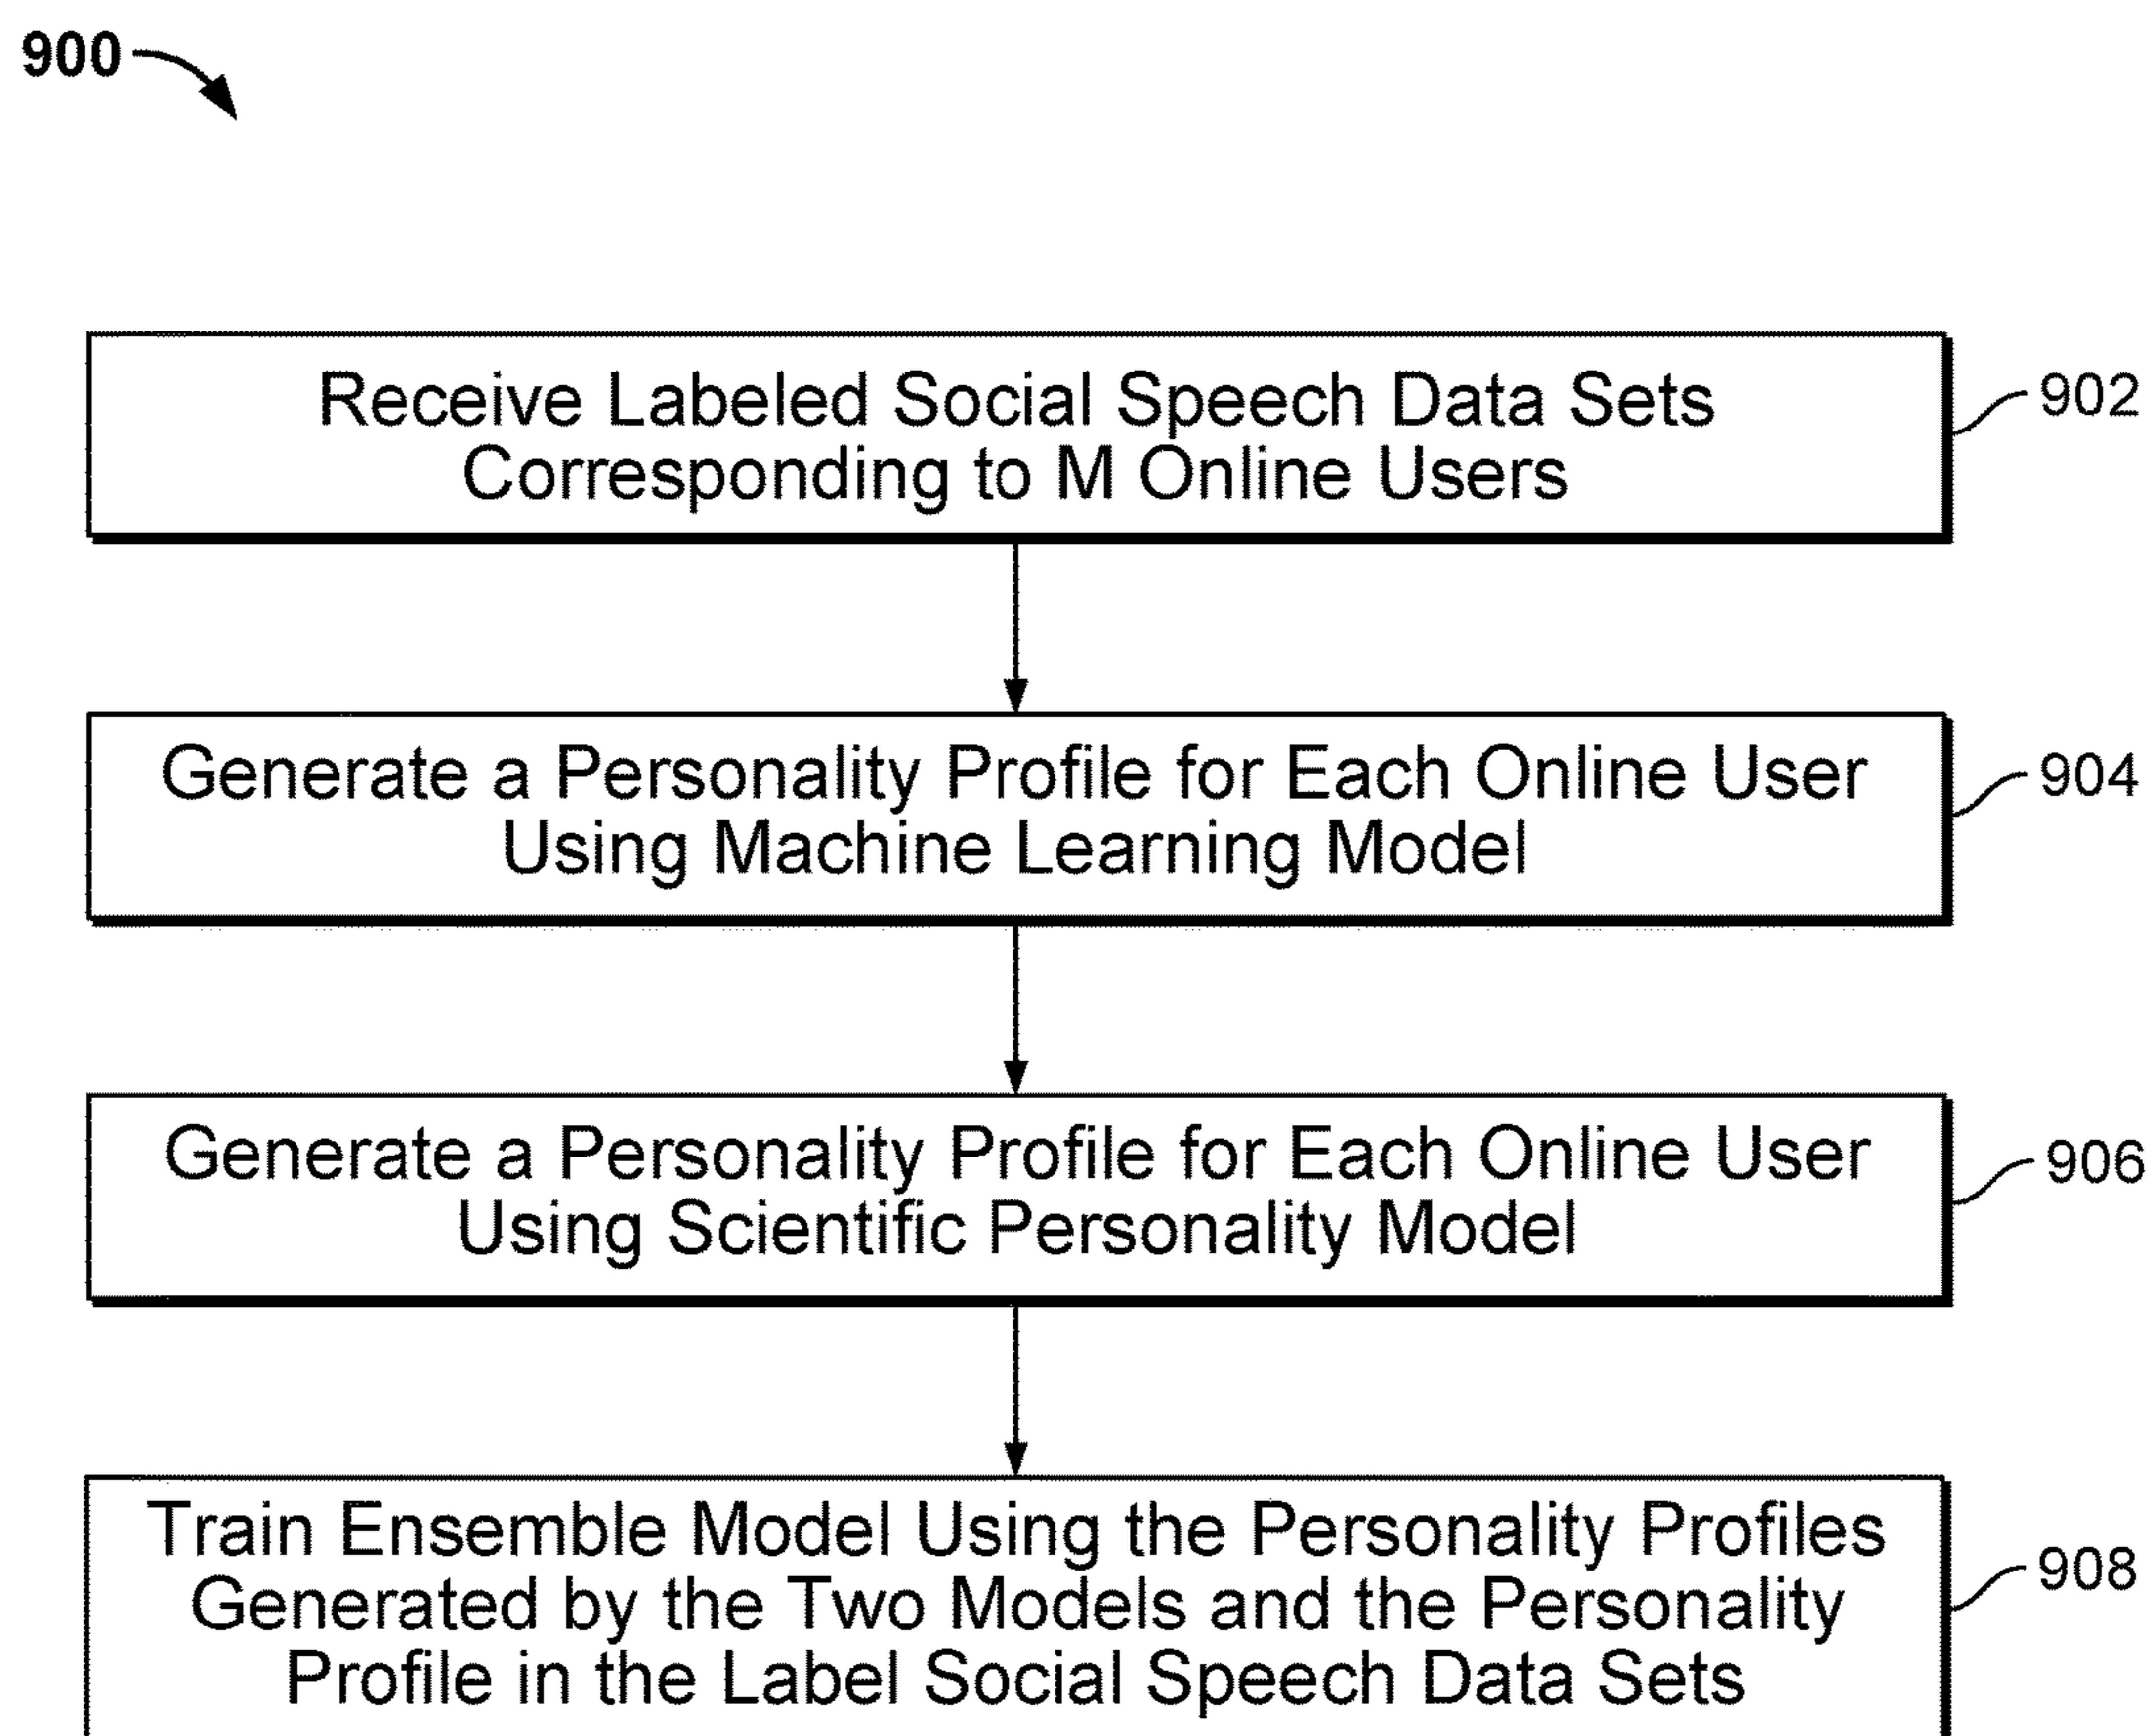 900
Receive Labeled Social Speech Data Sets
Corresponding to M Online Users
902
Generate a Personality Profile for Each Online User
Using Machine Learning Model
904
Generate a Personality Profile for Each Online User
Using Scientific Personality Model
906
Train Ensemble Model Using the Personality Profiles
Generated by the Two Models and the Personality
Profile in the Label Social Speech Data Sets
908